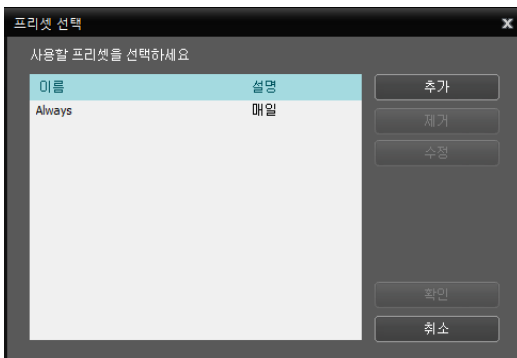 프리셋 선택 x
사용할 프리셋을 선택하세요
이름 설명 추가
Always 매일
제거
수정
확인
취소